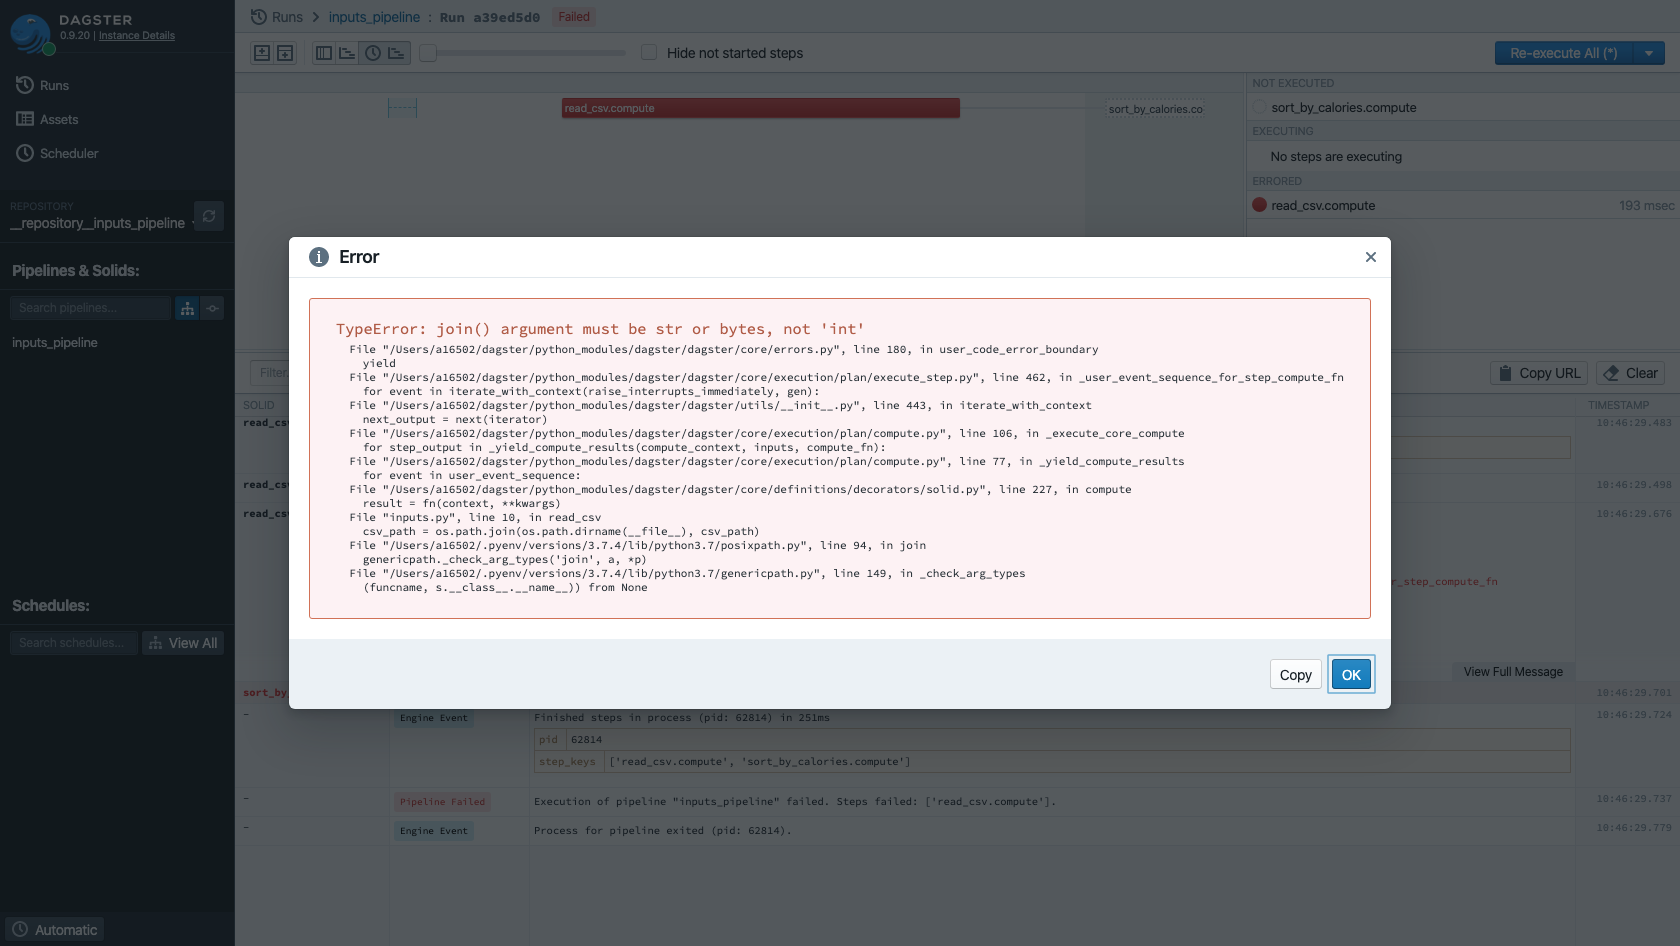 DAGSTER
0.9.20 | Instance Details
Runs
Assets
Scheduler
REPOSITORY
__repository__inputs_pipeline
Pipelines & Solids:
Search pipelines...
inputs_pipeline
Schedules:
Search schedules...
View All
Automatic
Runs > inputs_pipeline : Run a39ed5d0 Failed
Hide not started steps
Re-execute All (*)
read_csv.compute
sort_by_calories.co
NOT EXECUTED
sort_by_calories.compute
EXECUTING
No steps are executing
ERRORED
read_csv.compute 193 msec
Filter.
Copy URL
Clear
SOLID
TIMESTAMP
read_csv
10:46:29.483
read_csv
10:46:29.498
read_csv
10:46:29.676
r_step_compute_fn
View Full Message
Error
TypeError: join() argument must be str or bytes, not 'int'
File "/Users/a16502/dagster/python_modules/dagster/dagster/core/errors.py", line 180, in user_code_error_boundary
yield
File "/Users/a16502/dagster/python_modules/dagster/dagster/core/execution/plan/execute_step.py", line 462, in _user_event_sequence_for_step_compute_fn
for event in iterate_with_context(raise_interrupts_immediately, gen):
File "/Users/a16502/dagster/python_modules/dagster/dagster/utils/__init__.py", line 443, in iterate_with_context
next_output = next(iterator)
File "/Users/a16502/dagster/python_modules/dagster/dagster/core/execution/plan/compute.py", line 106, in _execute_core_compute
for step_output in _yield_compute_results(compute_context, inputs, compute_fn):
File "/Users/a16502/dagster/python_modules/dagster/dagster/core/execution/plan/compute.py", line 77, in _yield_compute_results
for event in user_event_sequence:
File "/Users/a16502/dagster/python_modules/dagster/dagster/core/definitions/decorators/solid.py", line 227, in compute
result = fn(context, **kwargs)
File "inputs.py", line 10, in read_csv
csv_path = os.path.join(os.path.dirname(__file__), csv_path)
File "/Users/a16502/.pyenv/versions/3.7.4/lib/python3.7/posixpath.py", line 94, in join
genericpath._check_arg_types('join', a, *p)
File "/Users/a16502/.pyenv/versions/3.7.4/lib/python3.7/genericpath.py", line 149, in _check_arg_types
(funcname, s.__class__.__name__)) from None
Copy
OK
sort_by_
10:46:29.701
- Engine Event Finished steps in process (pid: 62814) in 251ms 10:46:29.724
pid 62814
step_keys ['read_csv.compute', 'sort_by_calories.compute']
- Pipeline Failed Execution of pipeline "inputs_pipeline" failed. Steps failed: ['read_csv.compute']. 10:46:29.737
- Engine Event Process for pipeline exited (pid: 62814). 10:46:29.779